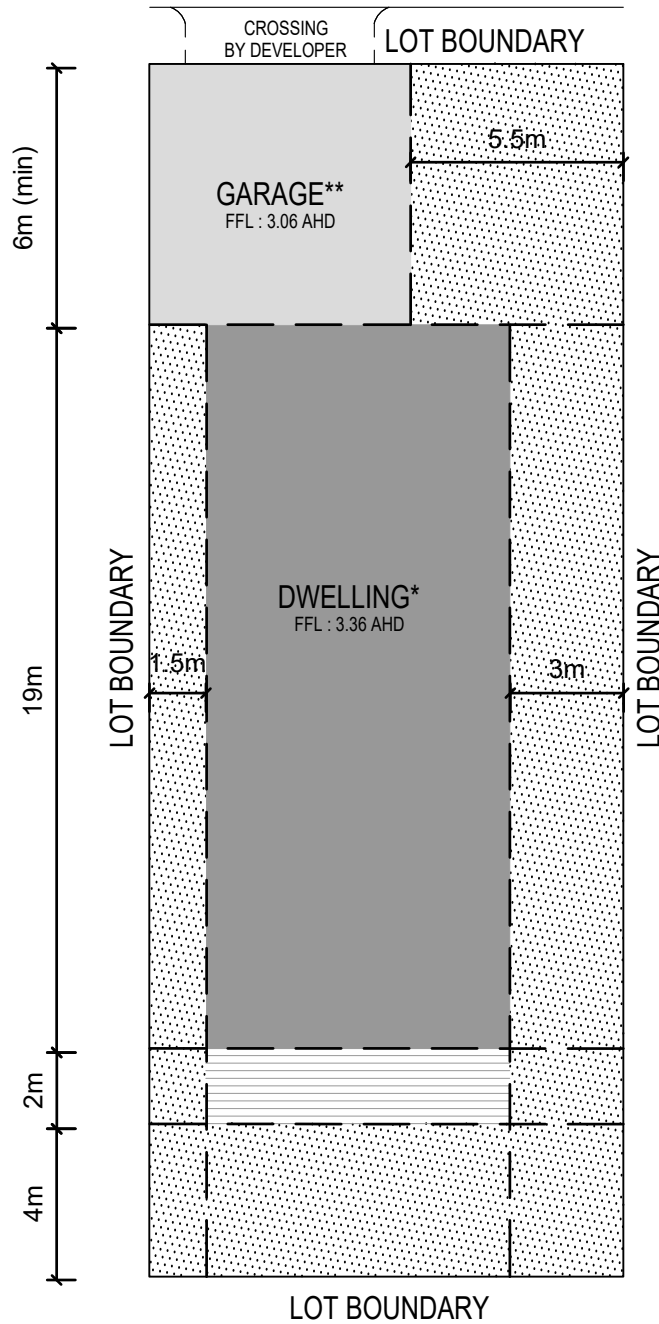 CROSSING
BY DEVELOPER
LOT BOUNDARY
5.5m
6m (min)
GARAGE**
FFL : 3.06 AHD
DWELLING*
FFL : 3.36 AHD
LOT BOUNDARY
LOT BOUNDARY
1.5m
3m
19m
2m
4m
LOT BOUNDARY